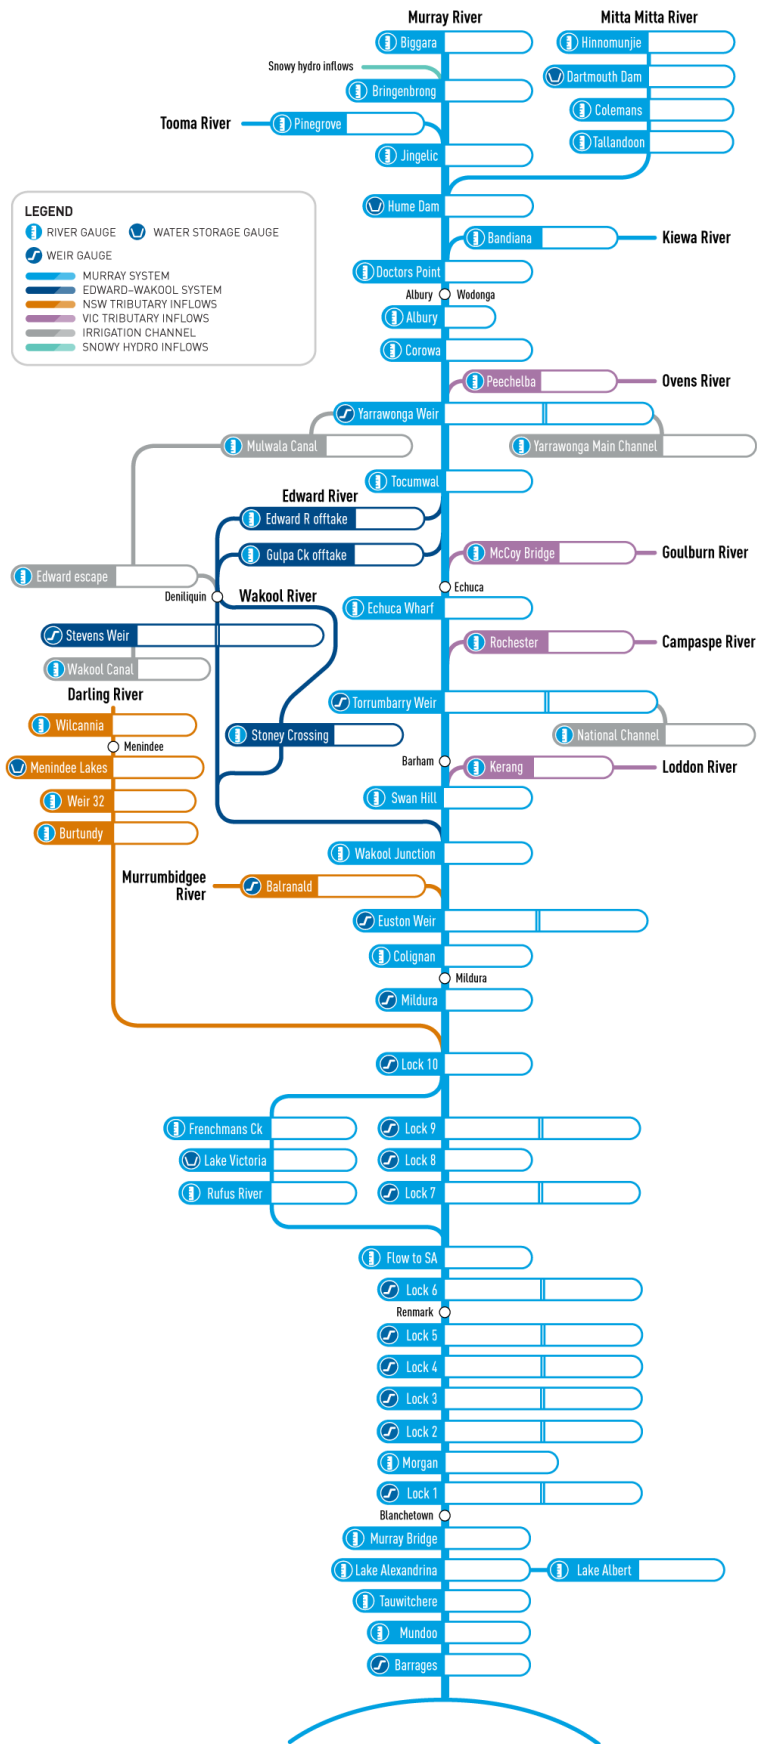 Murray River
Mitta Mitta River
Biggara
Hinnomunjie
Snowy hydro inflows
Dartmouth Dam
Bringenbrong
Colemans
Tooma River
Pinegrove
Tallandoon
Jingelic
LEGEND
RIVER GAUGE
WATER STORAGE GAUGE
WEIR GAUGE
MURRAY SYSTEM
EDWARD–WAKOOL SYSTEM
NSW TRIBUTARY INFLOWS
VIC TRIBUTARY INFLOWS
IRRIGATION CHANNEL
SNOWY HYDRO INFLOWS
Hume Dam
Bandiana
Kiewa River
Doctors Point
Albury
Wodonga
Albury
Corowa
Peechelba
Ovens River
Yarrawonga Weir
Mulwala Canal
Yarrawonga Main Channel
Tocumwal
Edward River
Edward R offtake
Gulpa Ck offtake
McCoy Bridge
Goulburn River
Edward escape
Echuca
Deniliquin
Wakool River
Echuca Wharf
Stevens Weir
Rochester
Campaspe River
Wakool Canal
Darling River
Torrumbarry Weir
Wilcannia
Stoney Crossing
National Channel
Menindee
Barham
Menindee Lakes
Kerang
Loddon River
Weir 32
Swan Hill
Burtundy
Wakool Junction
Murrumbidgee
River
Balranald
Euston Weir
Colignan
Mildura
Mildura
Lock 10
Frenchmans Ck
Lock 9
Lake Victoria
Lock 8
Rufus River
Lock 7
Flow to SA
Lock 6
Renmark
Lock 5
Lock 4
Lock 3
Lock 2
Morgan
Lock 1
Blanchetown
Murray Bridge
Lake Alexandrina
Lake Albert
Tauwitchere
Mundoo
Barrages